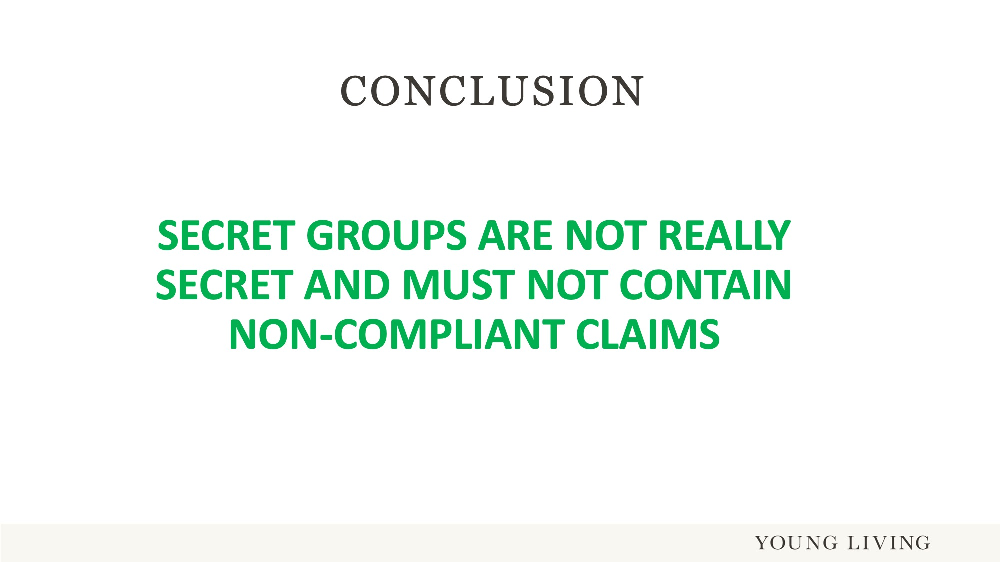 CONCLUSION
SECRET GROUPS ARE NOT REALLY
SECRET AND MUST NOT CONTAIN
NON-COMPLIANT CLAIMS
YOUNG LIVING